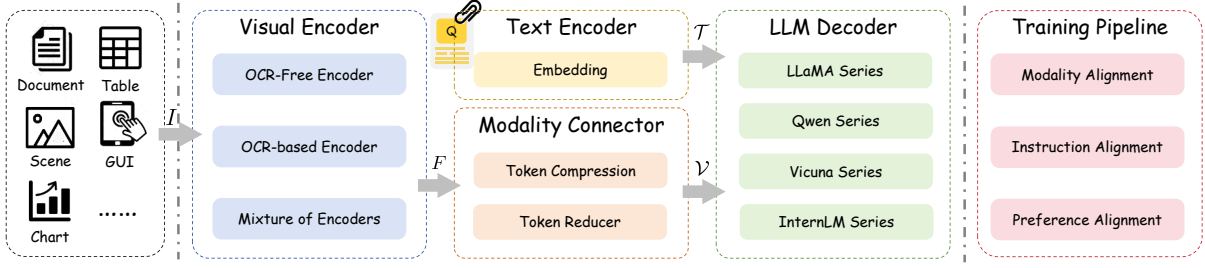 Document
Table
Scene
GUI
Chart
......
I
Visual Encoder
OCR-Free Encoder
OCR-based Encoder
Mixture of Encoders
F
Q
Text Encoder
Embedding
Modality Connector
Token Compression
Token Reducer
𝒯
𝒱
LLM Decoder
LLaMA Series
Qwen Series
Vicuna Series
InternLM Series
Training Pipeline
Modality Alignment
Instruction Alignment
Preference Alignment